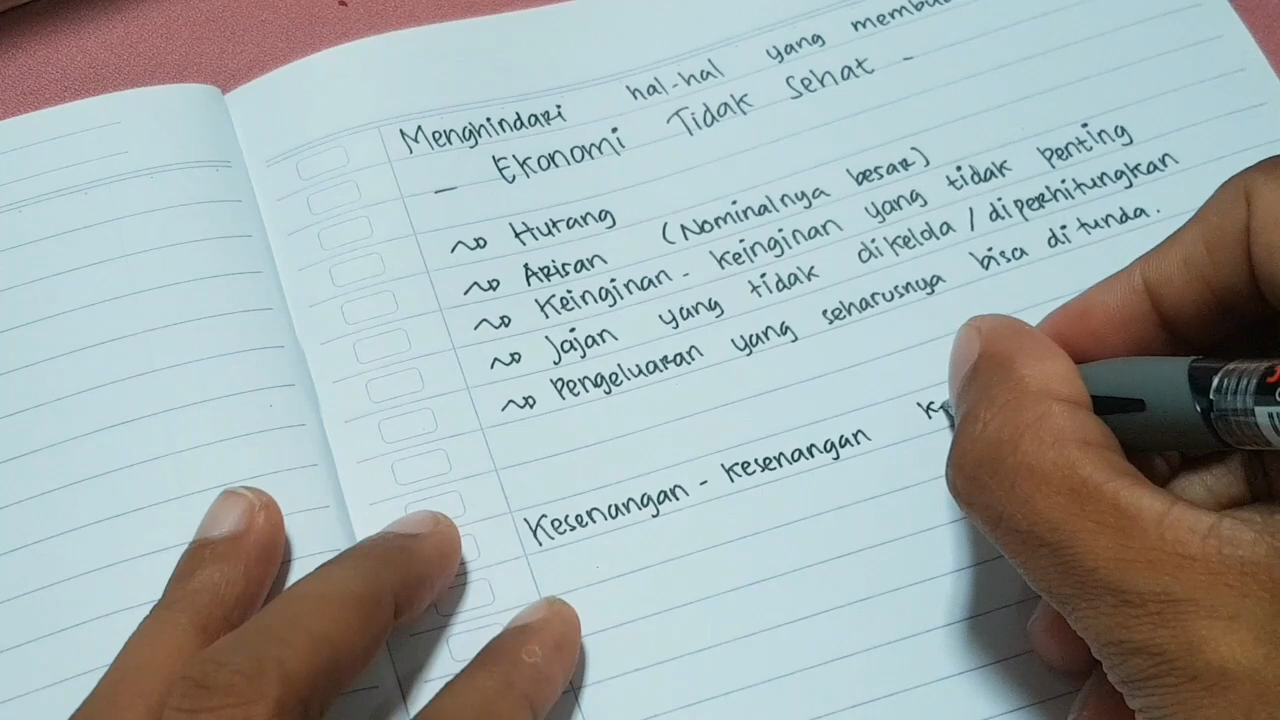 Menghindari hal-hal yang
- Ekonomi Tidak Sehat -
~> Hutang
~> Arisan (Nominalnya besar)
~> Keinginan - keinginan yang tidak penting
~> Jajan yang tidak dikelola / diperhitungkan
~> Pengeluaran yang seharusnya bisa di tunda.
Kesenangan - kesenangan